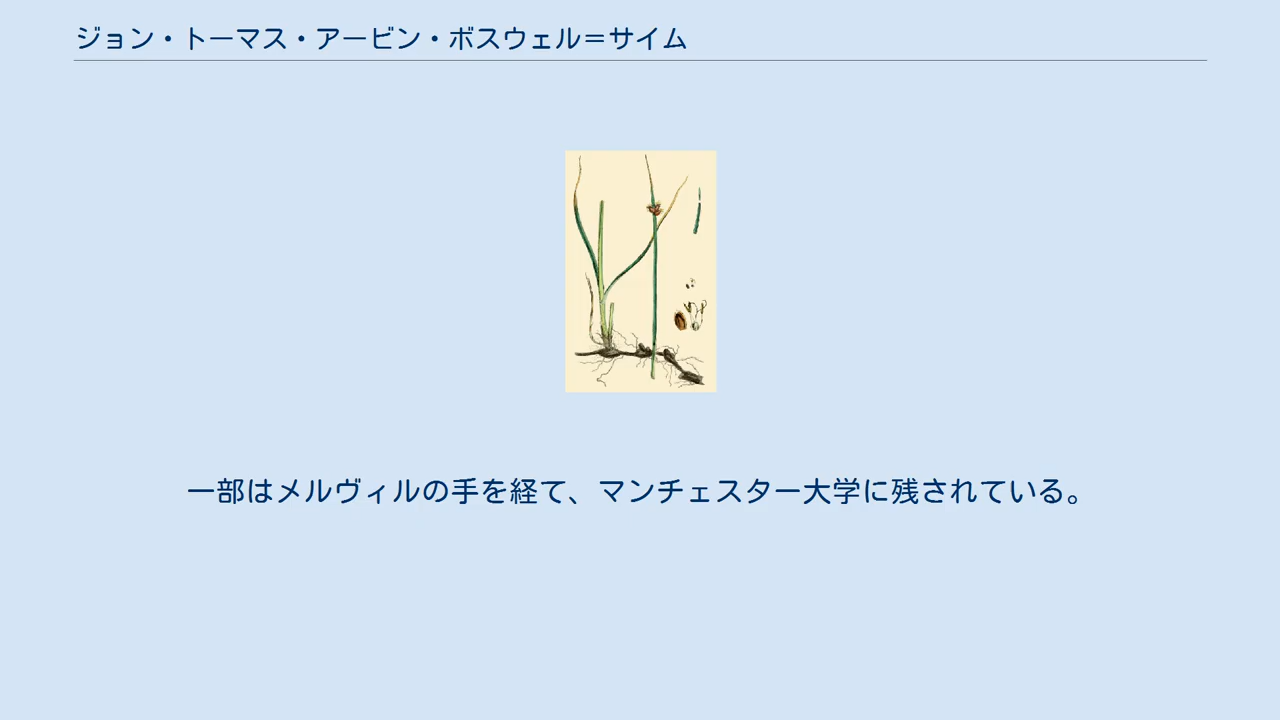 ジョン・トーマス・アービン・ボスウェル＝サイム
一部はメルヴィルの手を経て、マンチェスター大学に残されている。